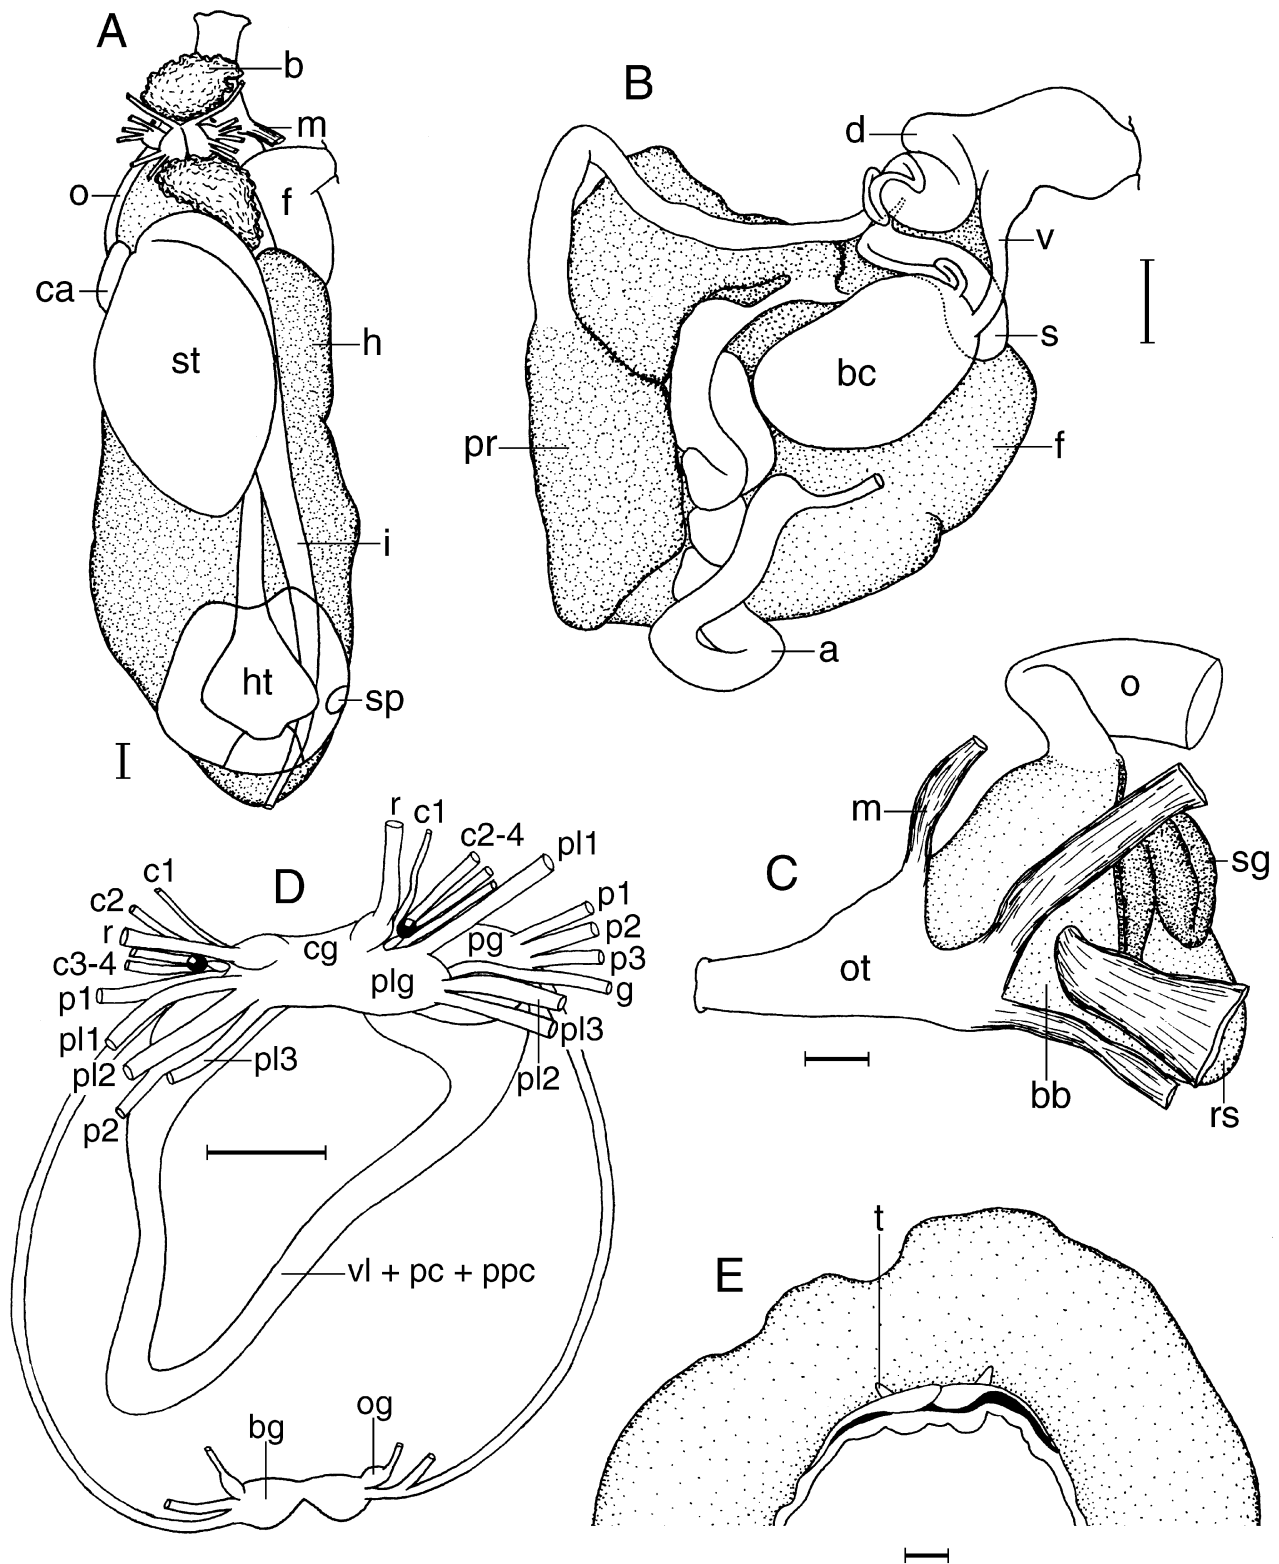 A
b
m
o
f
ca
h
st
i
ht
sp
B
d
v
s
bc
pr
f
a
C
o
m
sg
ot
bb
rs
D
r
c1
c2-4
pl1
c1
c2
r
c3-4
p1
pl1
pl2
p2
pl3
cg
pg
plg
p1
p2
p3
g
pl3
pl2
vl + pc + ppc
bg
og
E
t